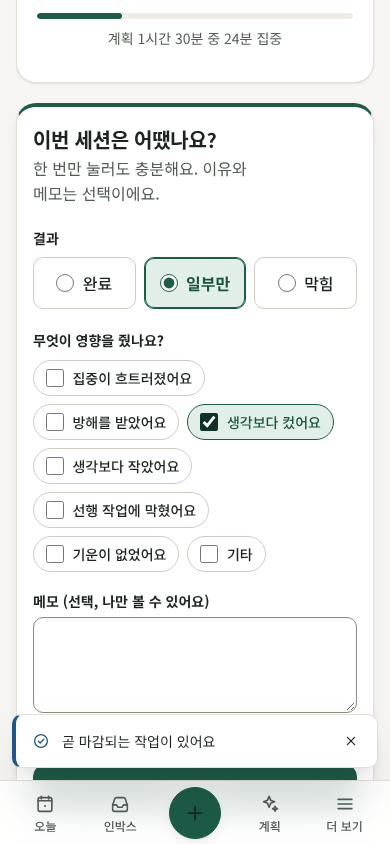 계획 1시간 30분 중 24분 집중
이번 세션은 어땠나요?
한 번만 눌러도 충분해요. 이유와
메모는 선택이에요.
결과
완료
일부만
막힘
무엇이 영향을 줬나요?
집중이 흐트러졌어요
방해를 받았어요
생각보다 컸어요
생각보다 작았어요
선행 작업에 막혔어요
기운이 없었어요
기타
메모 (선택, 나만 볼 수 있어요)
곧 마감되는 작업이 있어요
오늘
인박스
계획
더 보기